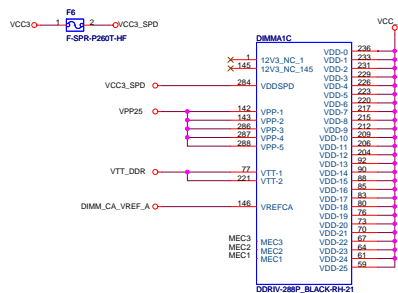 F6
VCC3 1 2 VCC3_SPD
F-SPR-P260T-HF
VCC
DIMMA1C
1 12V3_NC_1 VDD-0 236
145 12V3_NC_145 VDD-1 233
VDD-2 231
VCC3_SPD 284 VDDSPD VDD-3 229
VDD-4 226
VDD-5 223
VDD-6 220
VPP25 142 VPP-1 VDD-7 217
143 VPP-2 VDD-8 215
286 VPP-3 VDD-9 212
287 VPP-4 VDD-10 209
288 VPP-5 VDD-11 206
VDD-12 204
VDD-13 92
VTT_DDR 77 VTT-1 VDD-14 90
221 VTT-2 VDD-15 88
VDD-16 85
VDD-17 83
DIMM_CA_VREF_A 146 VREFCA VDD-18 80
VDD-19 76
VDD-20 73
VDD-21 70
MEC3 MEC3 VDD-22 67
MEC2 MEC2 VDD-23 64
MEC1 MEC1 VDD-24 61
VDD-25 59
DDRIV-288P_BLACK-RH-21